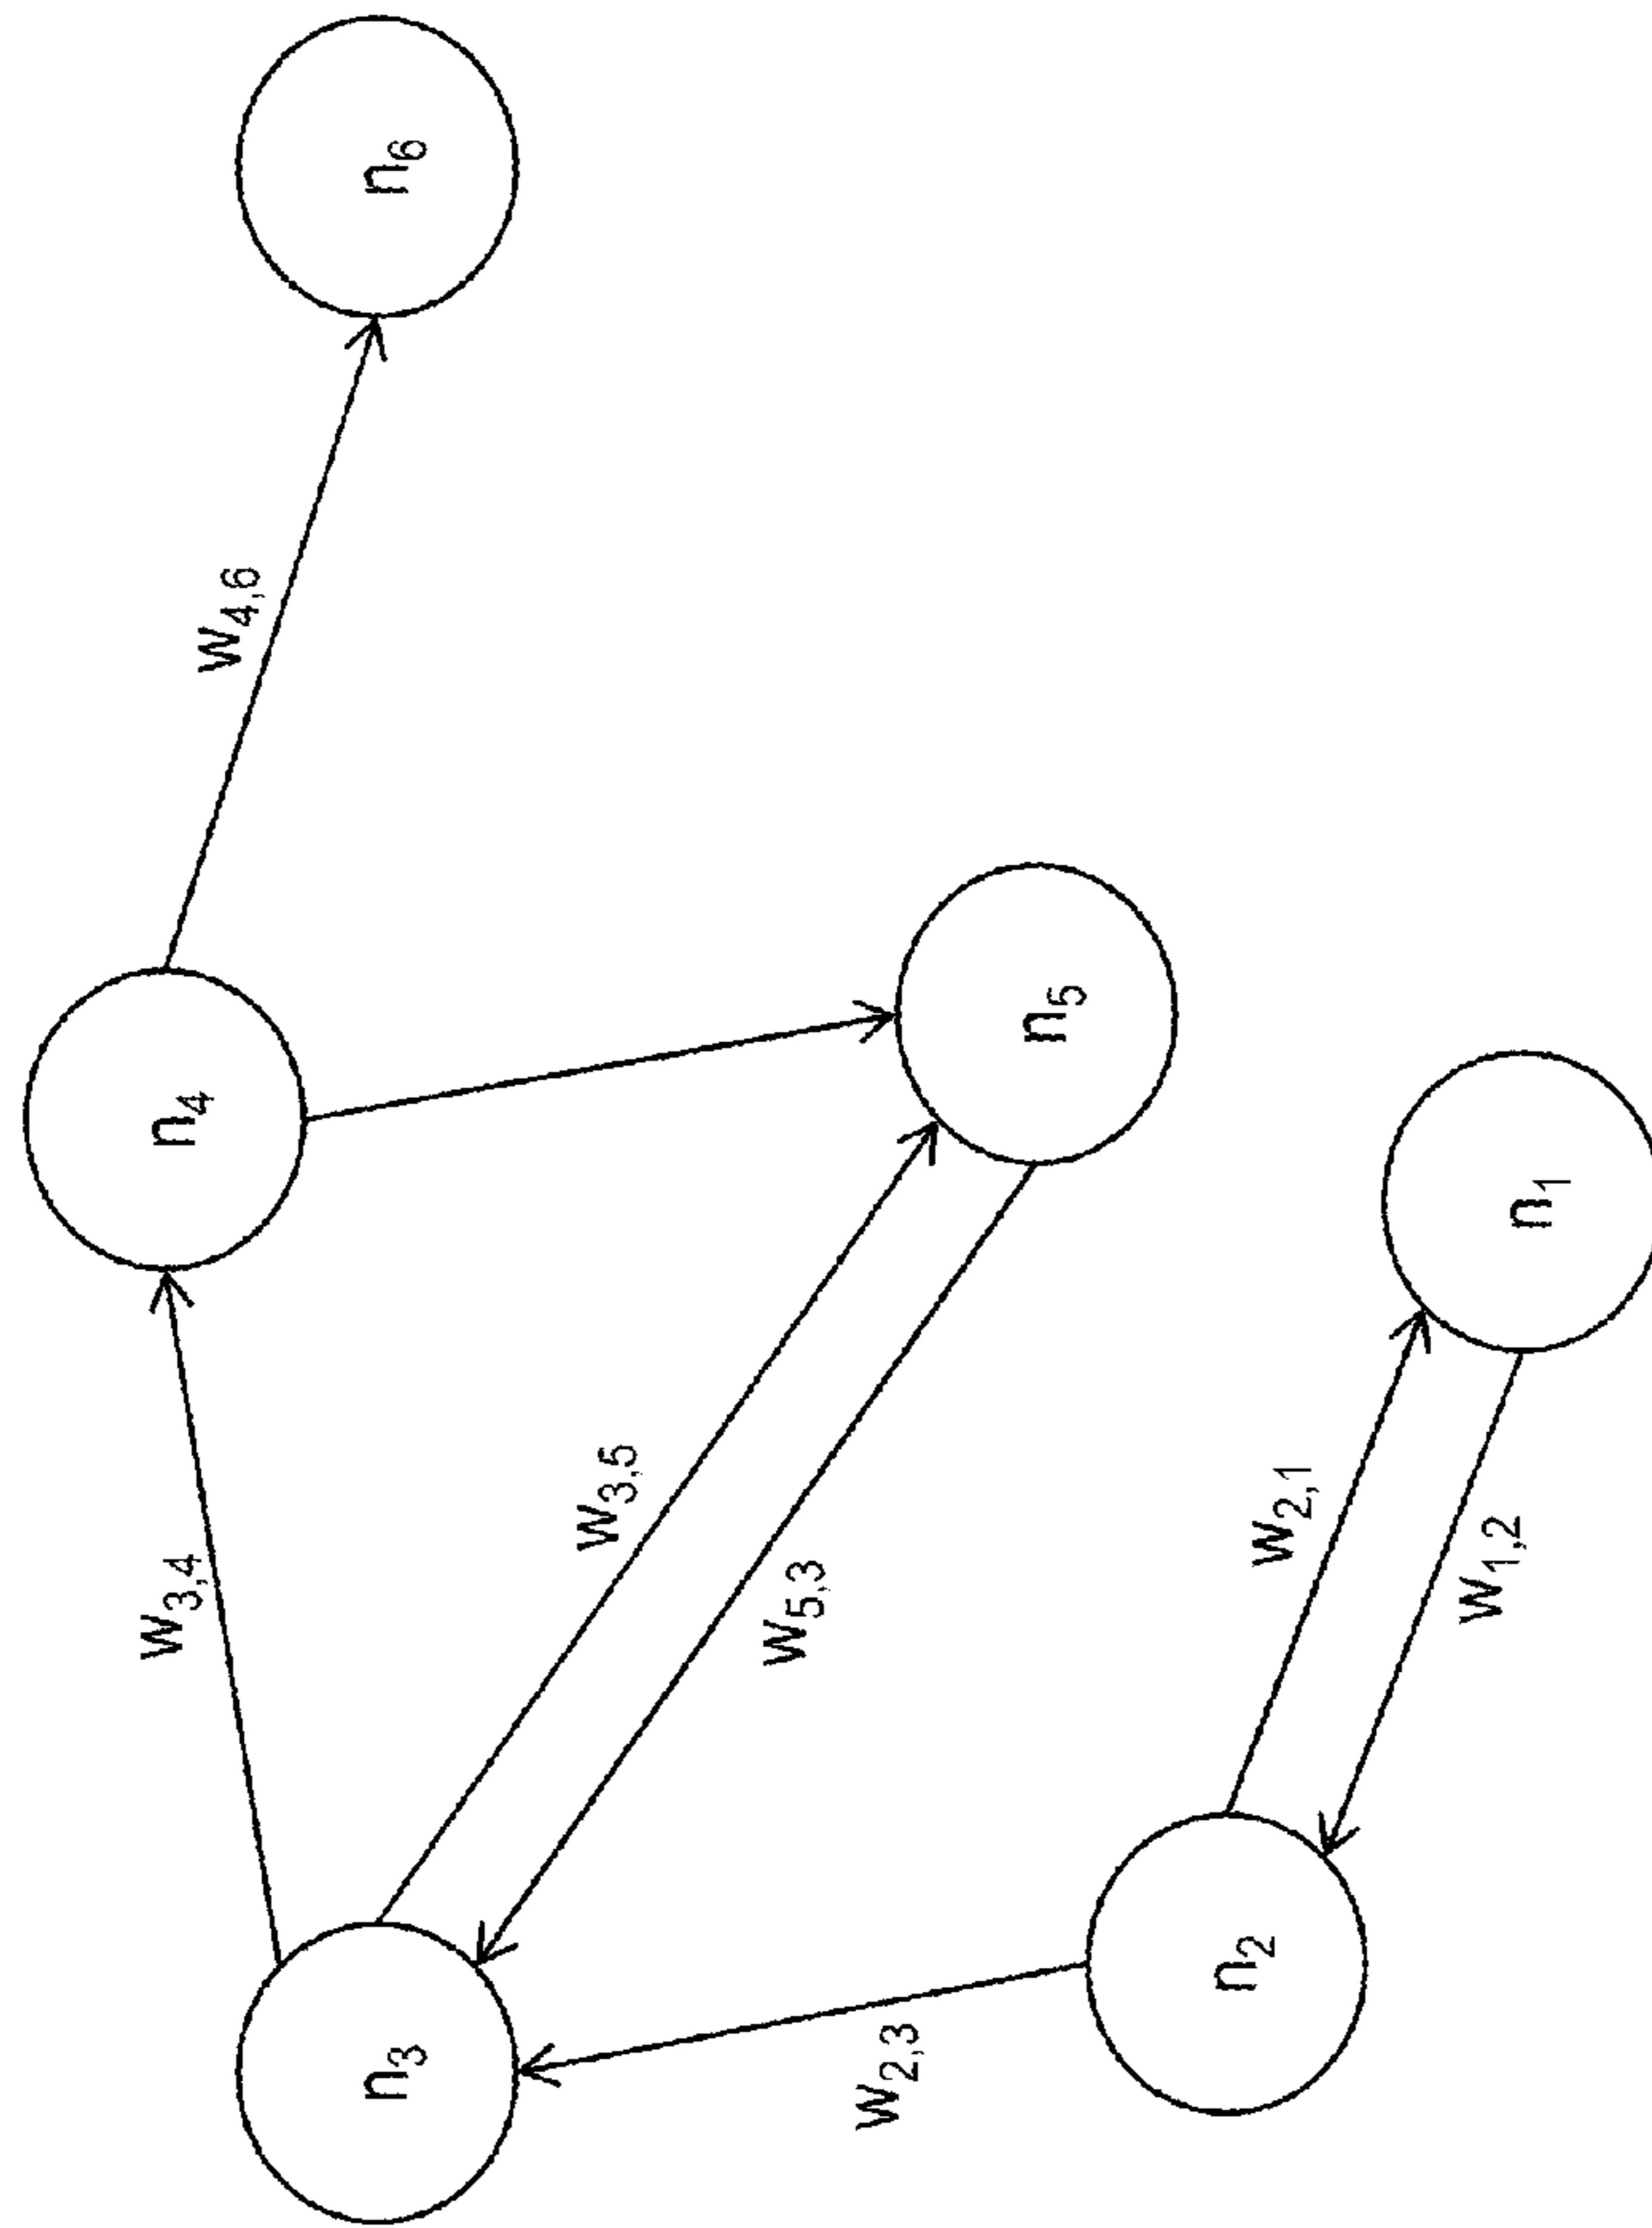 n₆
w₄,₆
n₄
n₅
w₃,₄
w₃,₅
w₅,₃
n₁
w₂,₁
w₁,₂
n₃
w₂,₃
n₂